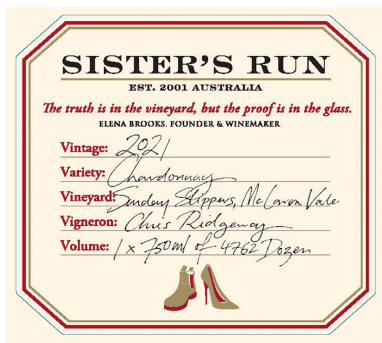 SISTER'S RUN
EST. 2001 AUSTRALIA
The truth is in the vineyard, but the proof is in the glass.
ELENA BROOKS. FOUNDER & WINEMAKER
Vintage: 2021
Variety: Chardonnay
Vineyard: Sunday Slippers, McLaren Vale
Vigneron: Chris Ridgeway
Volume: 1 x 750ml of 4762 Dozen